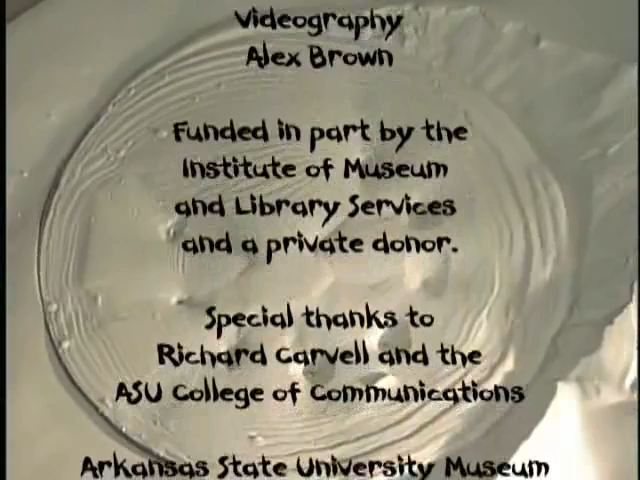 Videography
Alex Brown
Funded in part by the
Institute of Museum
and Library Services
and a private donor.
Special thanks to
Richard Carvell and the
ASU College of Communications
Arkansas State University Museum